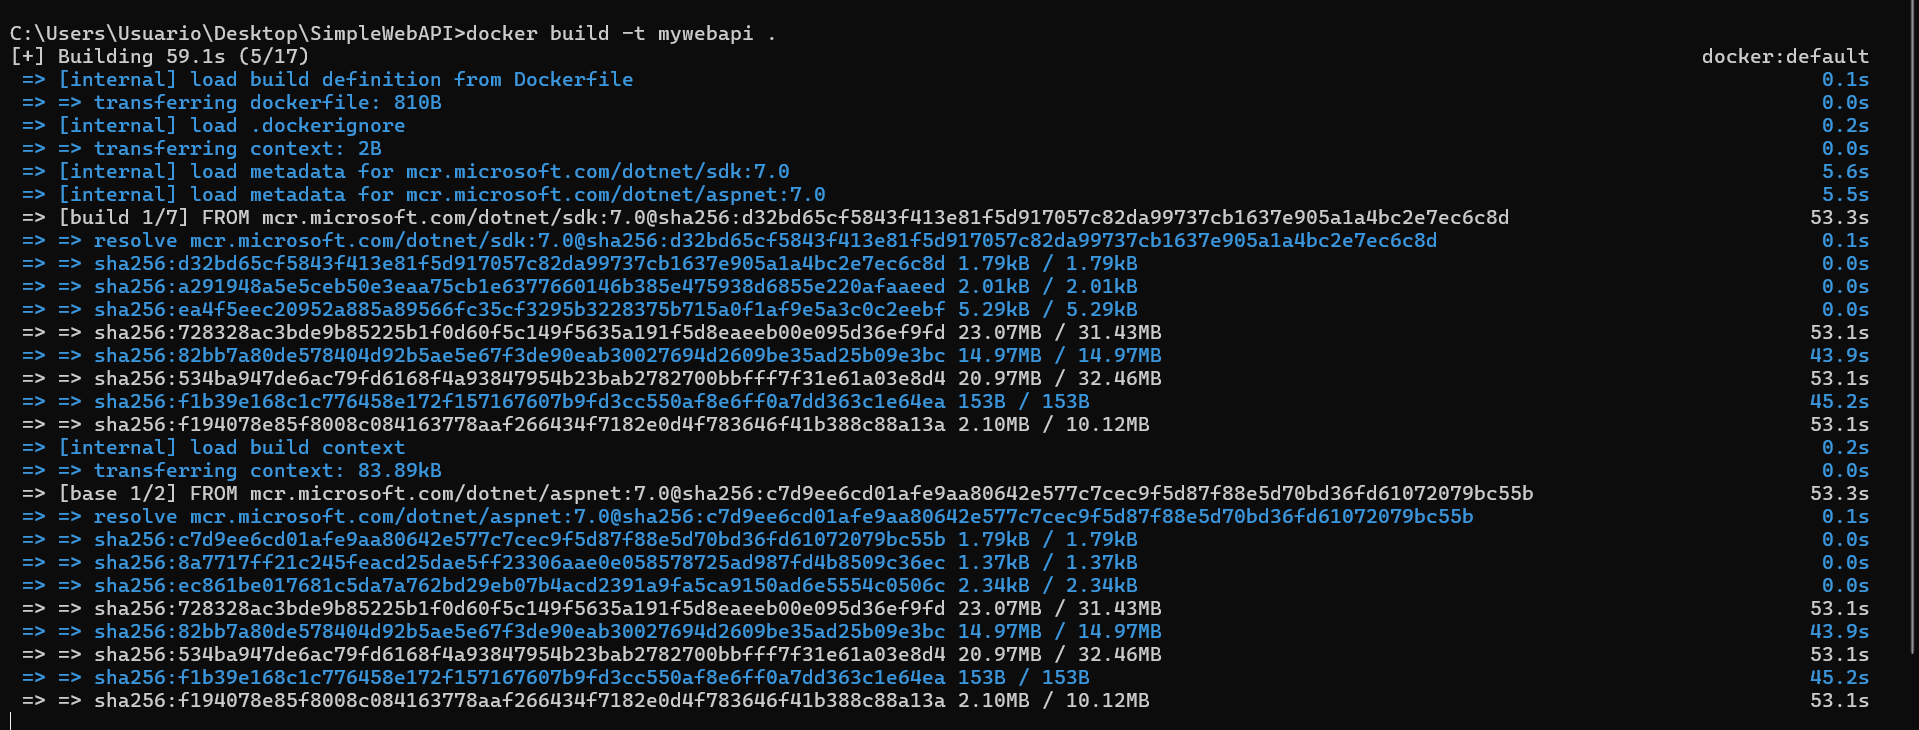 C:\Users\Usuario\Desktop\SimpleWebAPI>docker build -t mywebapi .
[+] Building 59.1s (5/17) docker:default
=> [internal] load build definition from Dockerfile 0.1s
=> => transferring dockerfile: 810B 0.0s
=> [internal] load .dockerignore 0.2s
=> => transferring context: 2B 0.0s
=> [internal] load metadata for mcr.microsoft.com/dotnet/sdk:7.0 5.6s
=> [internal] load metadata for mcr.microsoft.com/dotnet/aspnet:7.0 5.5s
=> [build 1/7] FROM mcr.microsoft.com/dotnet/sdk:7.0@sha256:d32bd65cf5843f413e81f5d917057c82da99737cb1637e905a1a4bc2e7ec6c8d 53.3s
=> => resolve mcr.microsoft.com/dotnet/sdk:7.0@sha256:d32bd65cf5843f413e81f5d917057c82da99737cb1637e905a1a4bc2e7ec6c8d 0.1s
=> => sha256:d32bd65cf5843f413e81f5d917057c82da99737cb1637e905a1a4bc2e7ec6c8d 1.79kB / 1.79kB 0.0s
=> => sha256:a291948a5e5ceb50e3eaa75cb1e6377660146b385e475938d6855e220afaaeed 2.01kB / 2.01kB 0.0s
=> => sha256:ea4f5eec20952a885a89566fc35cf3295b3228375b715a0f1af9e5a3c0c2eebf 5.29kB / 5.29kB 0.0s
=> => sha256:728328ac3bde9b85225b1f0d60f5c149f5635a191f5d8eaeeb00e095d36ef9fd 23.07MB / 31.43MB 53.1s
=> => sha256:82bb7a80de578404d92b5ae5e67f3de90eab30027694d2609be35ad25b09e3bc 14.97MB / 14.97MB 43.9s
=> => sha256:534ba947de6ac79fd6168f4a93847954b23bab2782700bbfff7f31e61a03e8d4 20.97MB / 32.46MB 53.1s
=> => sha256:f1b39e168c1c776458e172f157167607b9fd3cc550af8e6ff0a7dd363c1e64ea 153B / 153B 45.2s
=> => sha256:f194078e85f8008c084163778aaf266434f7182e0d4f783646f41b388c88a13a 2.10MB / 10.12MB 53.1s
=> [internal] load build context 0.2s
=> => transferring context: 83.89kB 0.0s
=> [base 1/2] FROM mcr.microsoft.com/dotnet/aspnet:7.0@sha256:c7d9ee6cd01afe9aa80642e577c7cec9f5d87f88e5d70bd36fd61072079bc55b 53.3s
=> => resolve mcr.microsoft.com/dotnet/aspnet:7.0@sha256:c7d9ee6cd01afe9aa80642e577c7cec9f5d87f88e5d70bd36fd61072079bc55b 0.1s
=> => sha256:c7d9ee6cd01afe9aa80642e577c7cec9f5d87f88e5d70bd36fd61072079bc55b 1.79kB / 1.79kB 0.0s
=> => sha256:8a7717ff21c245feacd25dae5ff23306aae0e058578725ad987fd4b8509c36ec 1.37kB / 1.37kB 0.0s
=> => sha256:ec861be017681c5da7a762bd29eb07b4acd2391a9fa5ca9150ad6e5554c0506c 2.34kB / 2.34kB 0.0s
=> => sha256:728328ac3bde9b85225b1f0d60f5c149f5635a191f5d8eaeeb00e095d36ef9fd 23.07MB / 31.43MB 53.1s
=> => sha256:82bb7a80de578404d92b5ae5e67f3de90eab30027694d2609be35ad25b09e3bc 14.97MB / 14.97MB 43.9s
=> => sha256:534ba947de6ac79fd6168f4a93847954b23bab2782700bbfff7f31e61a03e8d4 20.97MB / 32.46MB 53.1s
=> => sha256:f1b39e168c1c776458e172f157167607b9fd3cc550af8e6ff0a7dd363c1e64ea 153B / 153B 45.2s
=> => sha256:f194078e85f8008c084163778aaf266434f7182e0d4f783646f41b388c88a13a 2.10MB / 10.12MB 53.1s